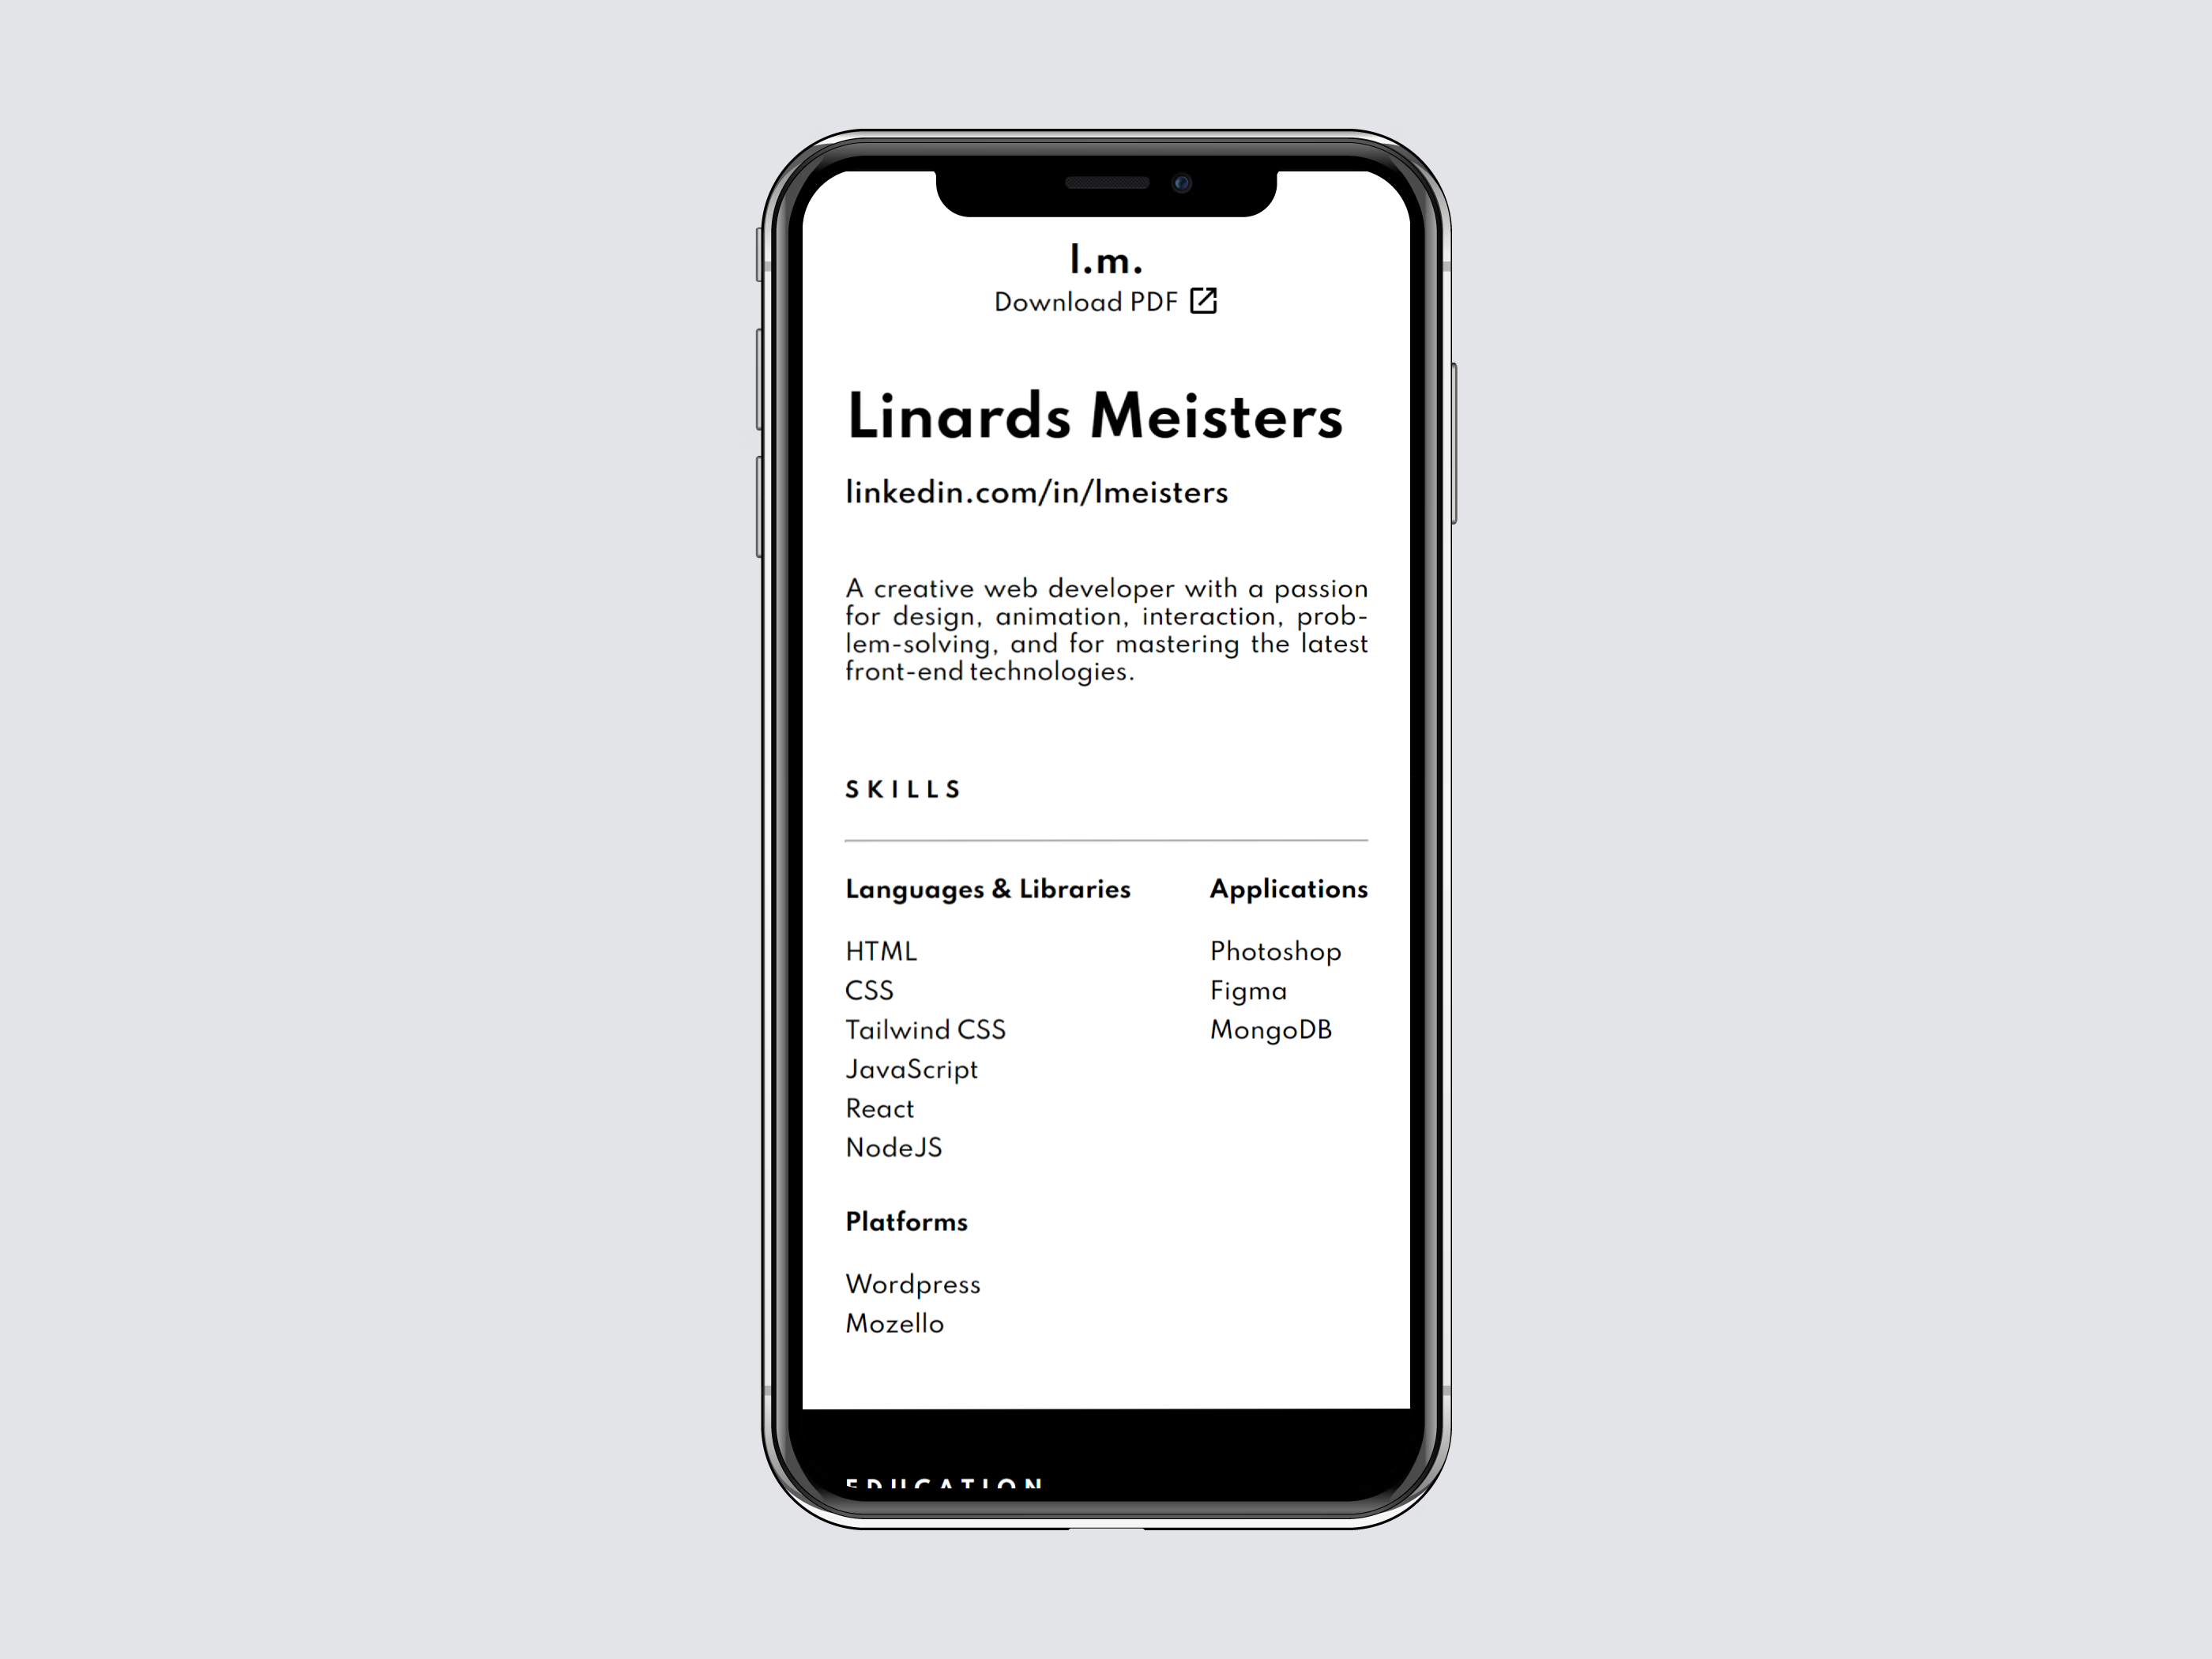 l.m.
Download PDF
Linards Meisters
linkedin.com/in/lmeisters
A creative web developer with a passion
for design, animation, interaction, prob-
lem-solving, and for mastering the latest
front-end technologies.
SKILLS
Languages & Libraries
HTML
CSS
Tailwind CSS
JavaScript
React
NodeJS
Applications
Photoshop
Figma
MongoDB
Platforms
Wordpress
Mozello
EDUCATION